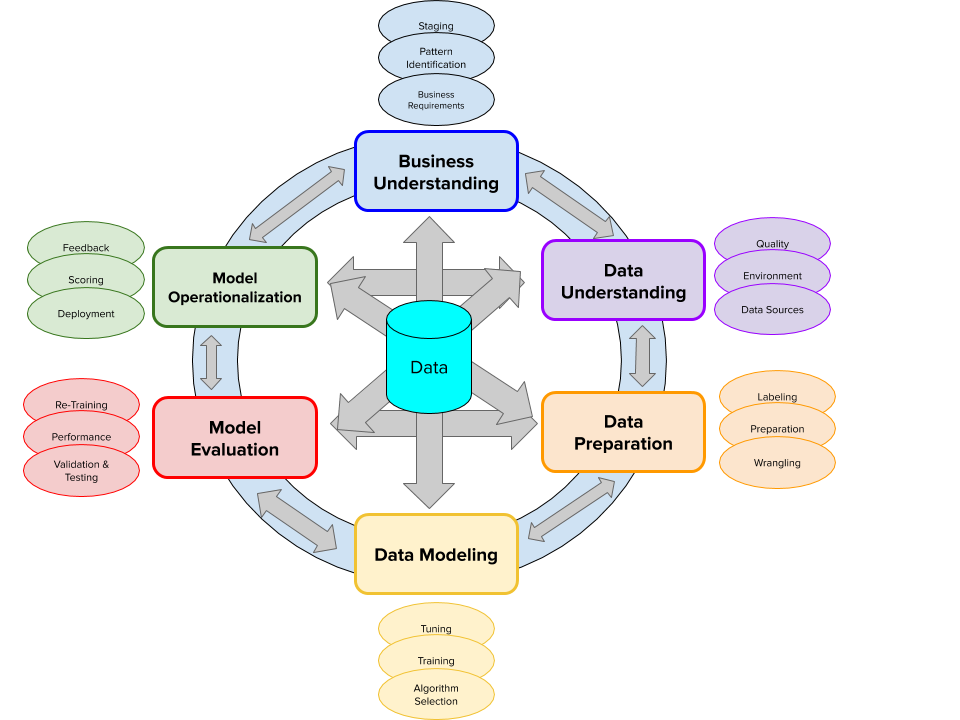 Staging
Pattern
Identification
Business
Requirements
Business
Understanding
Feedback
Scoring
Deployment
Model
Operationalization
Data
Understanding
Quality
Environment
Data Sources
Data
Re-Training
Performance
Validation &
Testing
Model
Evaluation
Data
Preparation
Labeling
Preparation
Wrangling
Data Modeling
Tuning
Training
Algorithm
Selection